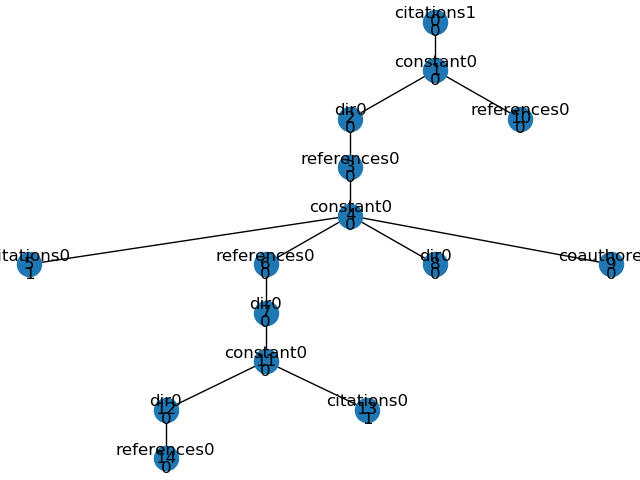 citations1
0
0
constant0
1
0
dir0
2
0
references0
10
0
references0
3
0
constant0
4
0
itations0
5
1
references0
6
0
dir0
8
0
coauthore
9
0
dir0
7
0
constant0
11
0
dir0
12
0
citations0
13
1
references0
14
0